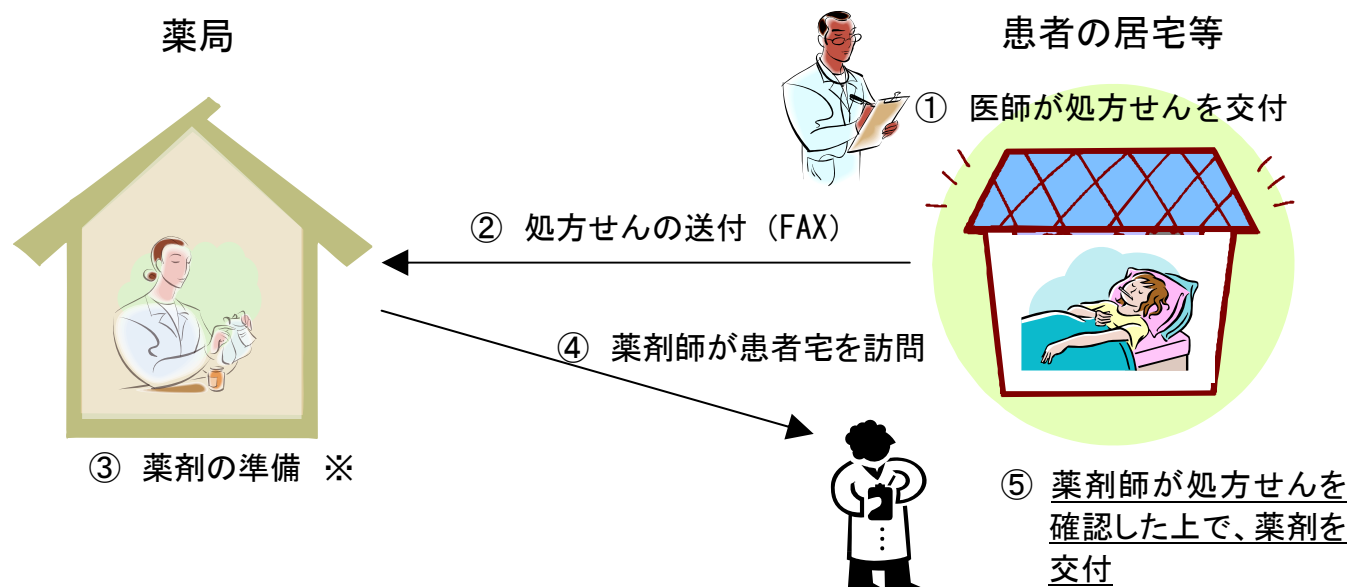 薬局
患者の居宅等
① 医師が処方せんを交付
② 処方せんの送付（FAX）
④ 薬剤師が患者宅を訪問
③ 薬剤の準備 ※
⑤ 薬剤師が処方せんを
確認した上で、薬剤を
交付